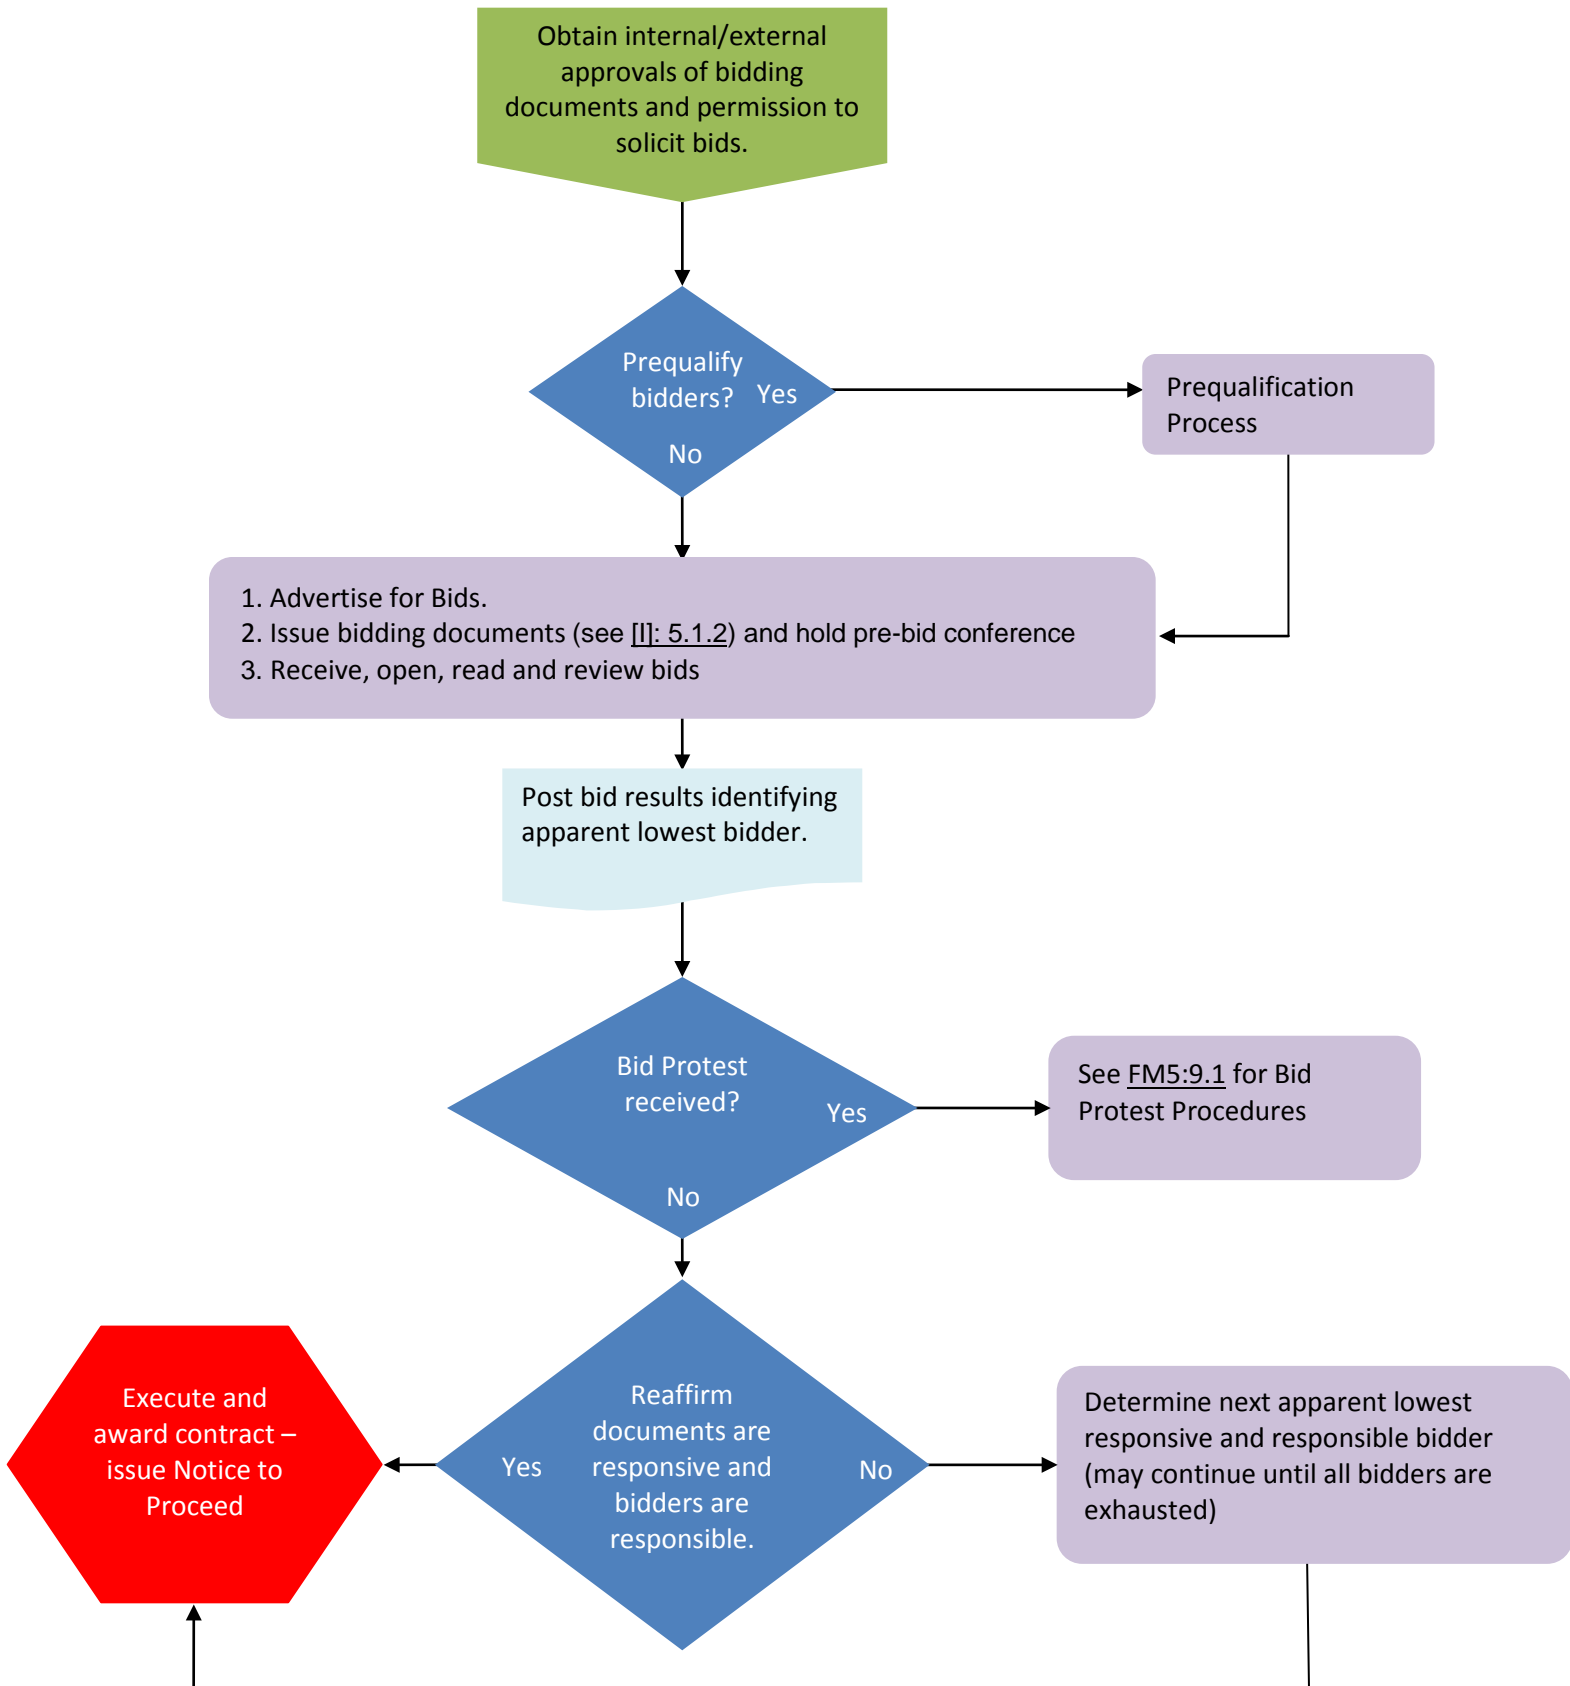 Obtain internal/external
approvals of bidding
documents and permission to
solicit bids.
Prequalify
bidders?
Yes
No
Prequalification
Process
1. Advertise for Bids.
2. Issue bidding documents (see [I]: 5.1.2) and hold pre-bid conference
3. Receive, open, read and review bids
Post bid results identifying
apparent lowest bidder.
Bid Protest
received?
Yes
No
See FM5:9.1 for Bid
Protest Procedures
Execute and
award contract –
issue Notice to
Proceed
Yes
Reaffirm
documents are
responsive and
bidders are
responsible.
No
Determine next apparent lowest
responsive and responsible bidder
(may continue until all bidders are
exhausted)